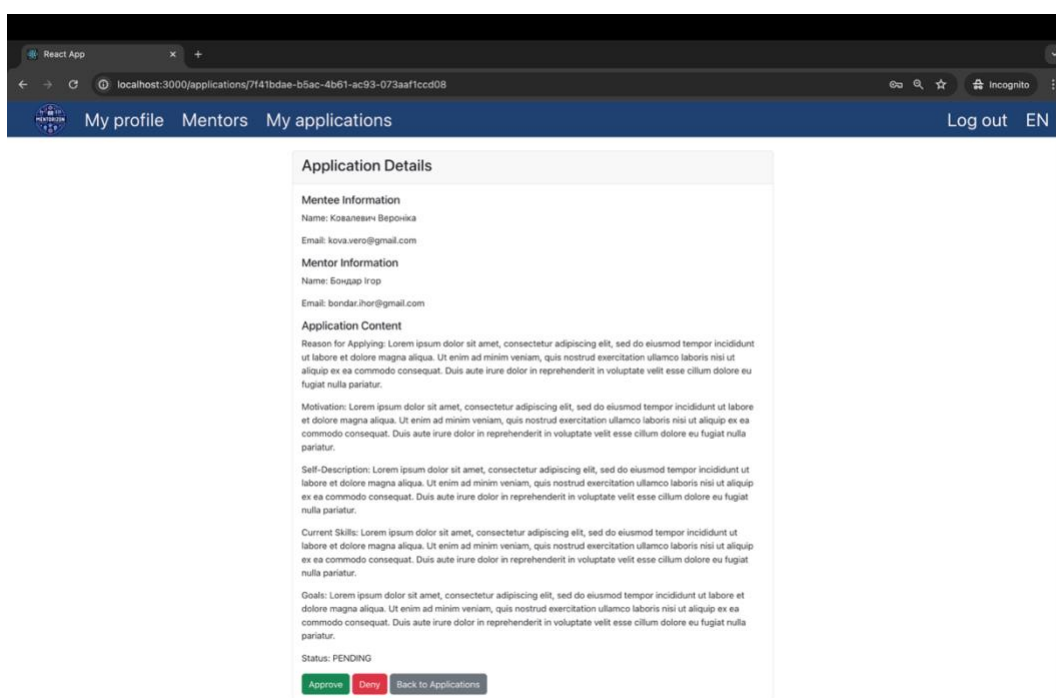 React App
localhost:3000/applications/7f41bdae-b5ac-4b61-ac93-073aaf1ccd08
Incognito
MENTORIZON
My profile Mentors My applications
Log out EN
Application Details
Mentee Information
Name: Ковалевич Вероніка
Email: kova.vero@gmail.com
Mentor Information
Name: Бондар Ігор
Email: bondar.ihor@gmail.com
Application Content
Reason for Applying: Lorem ipsum dolor sit amet, consectetur adipiscing elit, sed do eiusmod tempor incididunt
ut labore et dolore magna aliqua. Ut enim ad minim veniam, quis nostrud exercitation ullamco laboris nisi ut
aliquip ex ea commodo consequat. Duis aute irure dolor in reprehenderit in voluptate velit esse cillum dolore eu
fugiat nulla pariatur.
Motivation: Lorem ipsum dolor sit amet, consectetur adipiscing elit, sed do eiusmod tempor incididunt ut labore
et dolore magna aliqua. Ut enim ad minim veniam, quis nostrud exercitation ullamco laboris nisi ut aliquip ex ea
commodo consequat. Duis aute irure dolor in reprehenderit in voluptate velit esse cillum dolore eu fugiat nulla
pariatur.
Self-Description: Lorem ipsum dolor sit amet, consectetur adipiscing elit, sed do eiusmod tempor incididunt ut
labore et dolore magna aliqua. Ut enim ad minim veniam, quis nostrud exercitation ullamco laboris nisi ut aliquip
ex ea commodo consequat. Duis aute irure dolor in reprehenderit in voluptate velit esse cillum dolore eu fugiat
nulla pariatur.
Current Skills: Lorem ipsum dolor sit amet, consectetur adipiscing elit, sed do eiusmod tempor incididunt ut
labore et dolore magna aliqua. Ut enim ad minim veniam, quis nostrud exercitation ullamco laboris nisi ut aliquip
ex ea commodo consequat. Duis aute irure dolor in reprehenderit in voluptate velit esse cillum dolore eu fugiat
nulla pariatur.
Goals: Lorem ipsum dolor sit amet, consectetur adipiscing elit, sed do eiusmod tempor incididunt ut labore et
dolore magna aliqua. Ut enim ad minim veniam, quis nostrud exercitation ullamco laboris nisi ut aliquip ex ea
commodo consequat. Duis aute irure dolor in reprehenderit in voluptate velit esse cillum dolore eu fugiat nulla
pariatur.
Status: PENDING
Approve Deny Back to Applications